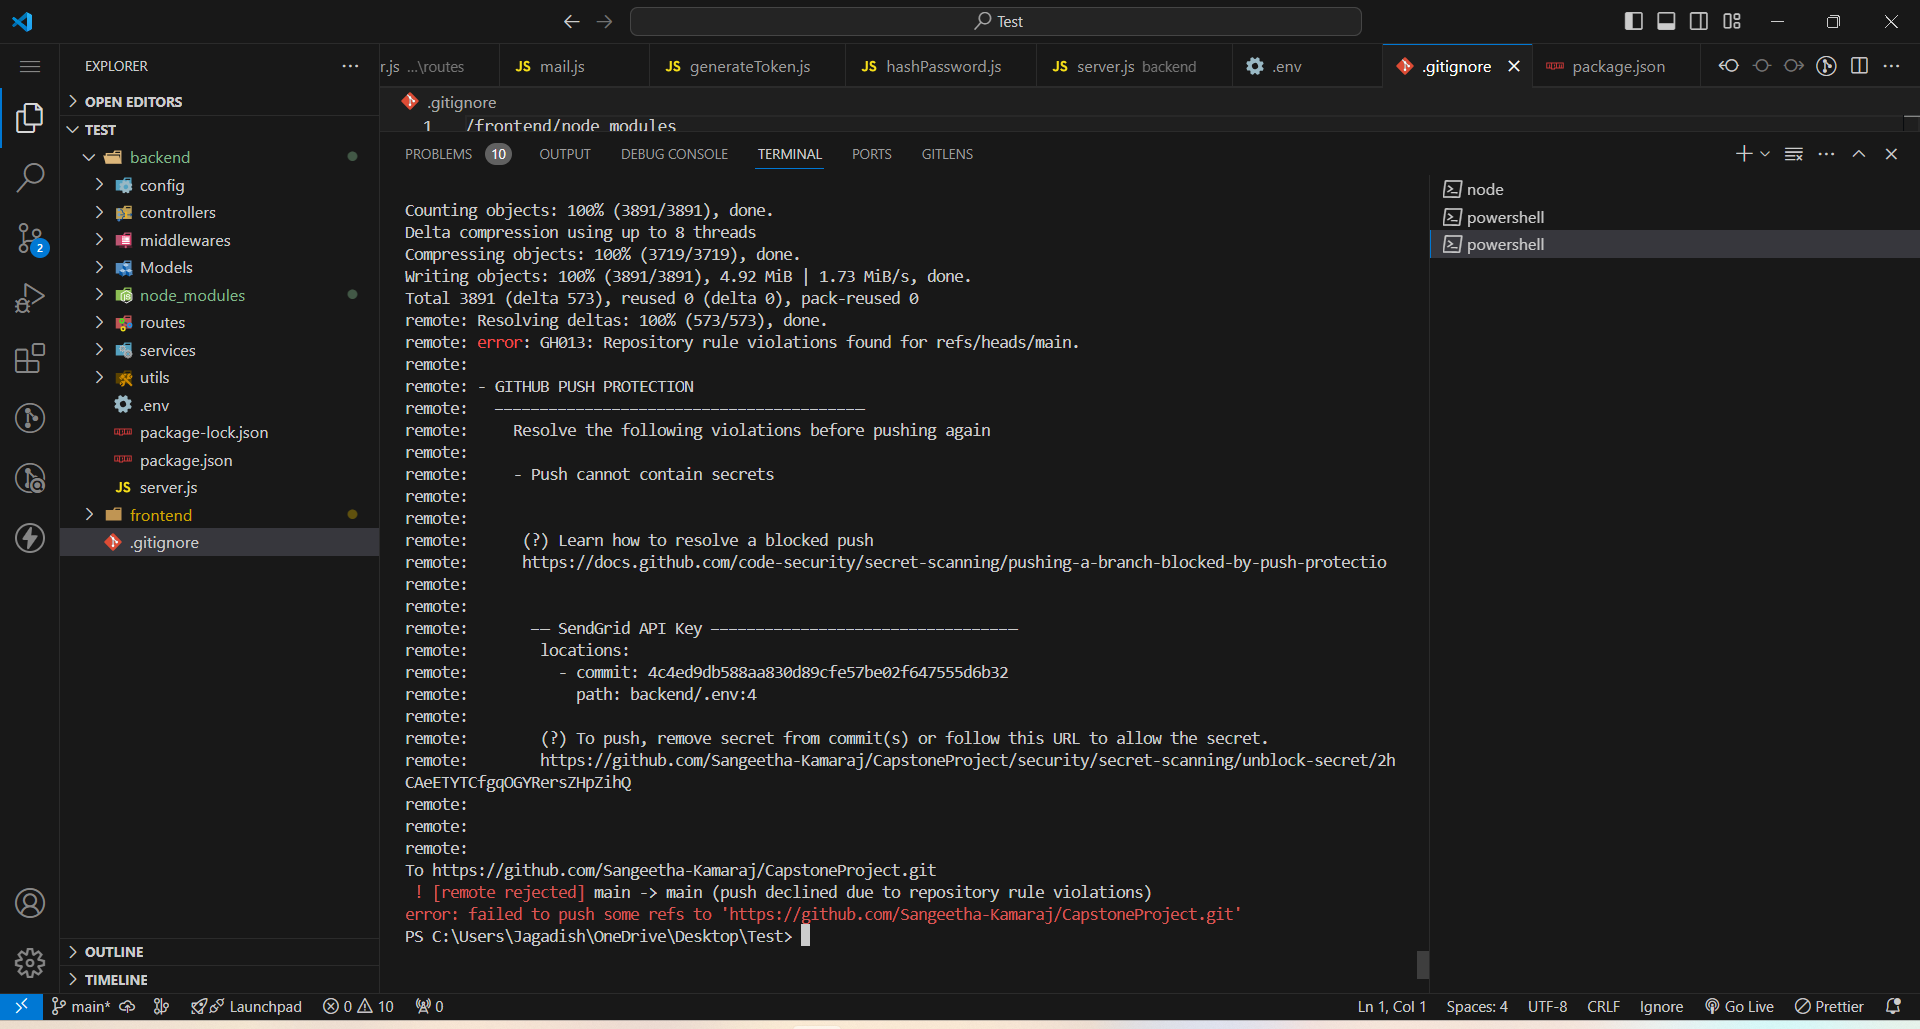 Test
EXPLORER
r.js ...\routes
JS mail.js
JS generateToken.js
JS hashPassword.js
JS server.js backend
.env
.gitignore
package.json
OPEN EDITORS
TEST
backend
config
controllers
middlewares
Models
node_modules
routes
services
utils
.env
package-lock.json
package.json
JS server.js
frontend
.gitignore
OUTLINE
TIMELINE
2
.gitignore
1 /frontend/node_modules
PROBLEMS 10 OUTPUT DEBUG CONSOLE TERMINAL PORTS GITLENS
Counting objects: 100% (3891/3891), done.
Delta compression using up to 8 threads
Compressing objects: 100% (3719/3719), done.
Writing objects: 100% (3891/3891), 4.92 MiB | 1.73 MiB/s, done.
Total 3891 (delta 573), reused 0 (delta 0), pack-reused 0
remote: Resolving deltas: 100% (573/573), done.
remote: error: GH013: Repository rule violations found for refs/heads/main.
remote:
remote: - GITHUB PUSH PROTECTION
remote: —————————————————————————————————————————
remote: Resolve the following violations before pushing again
remote:
remote: - Push cannot contain secrets
remote:
remote:
remote: (?) Learn how to resolve a blocked push
remote: https://docs.github.com/code-security/secret-scanning/pushing-a-branch-blocked-by-push-protectio
remote:
remote:
remote: —— SendGrid API Key ——————————————————————————————————
remote: locations:
remote: - commit: 4c4ed9db588aa830d89cfe57be02f647555d6b32
remote: path: backend/.env:4
remote:
remote: (?) To push, remove secret from commit(s) or follow this URL to allow the secret.
remote: https://github.com/Sangeetha-Kamaraj/CapstoneProject/security/secret-scanning/unblock-secret/2h
CAeETYTCfgqOGYRersZHpZihQ
remote:
remote:
remote:
To https://github.com/Sangeetha-Kamaraj/CapstoneProject.git
! [remote rejected] main -> main (push declined due to repository rule violations)
error: failed to push some refs to 'https://github.com/Sangeetha-Kamaraj/CapstoneProject.git'
PS C:\Users\Jagadish\OneDrive\Desktop\Test>
node
powershell
powershell
main* Launchpad 0 10 0
Ln 1, Col 1 Spaces: 4 UTF-8 CRLF Ignore Go Live Prettier